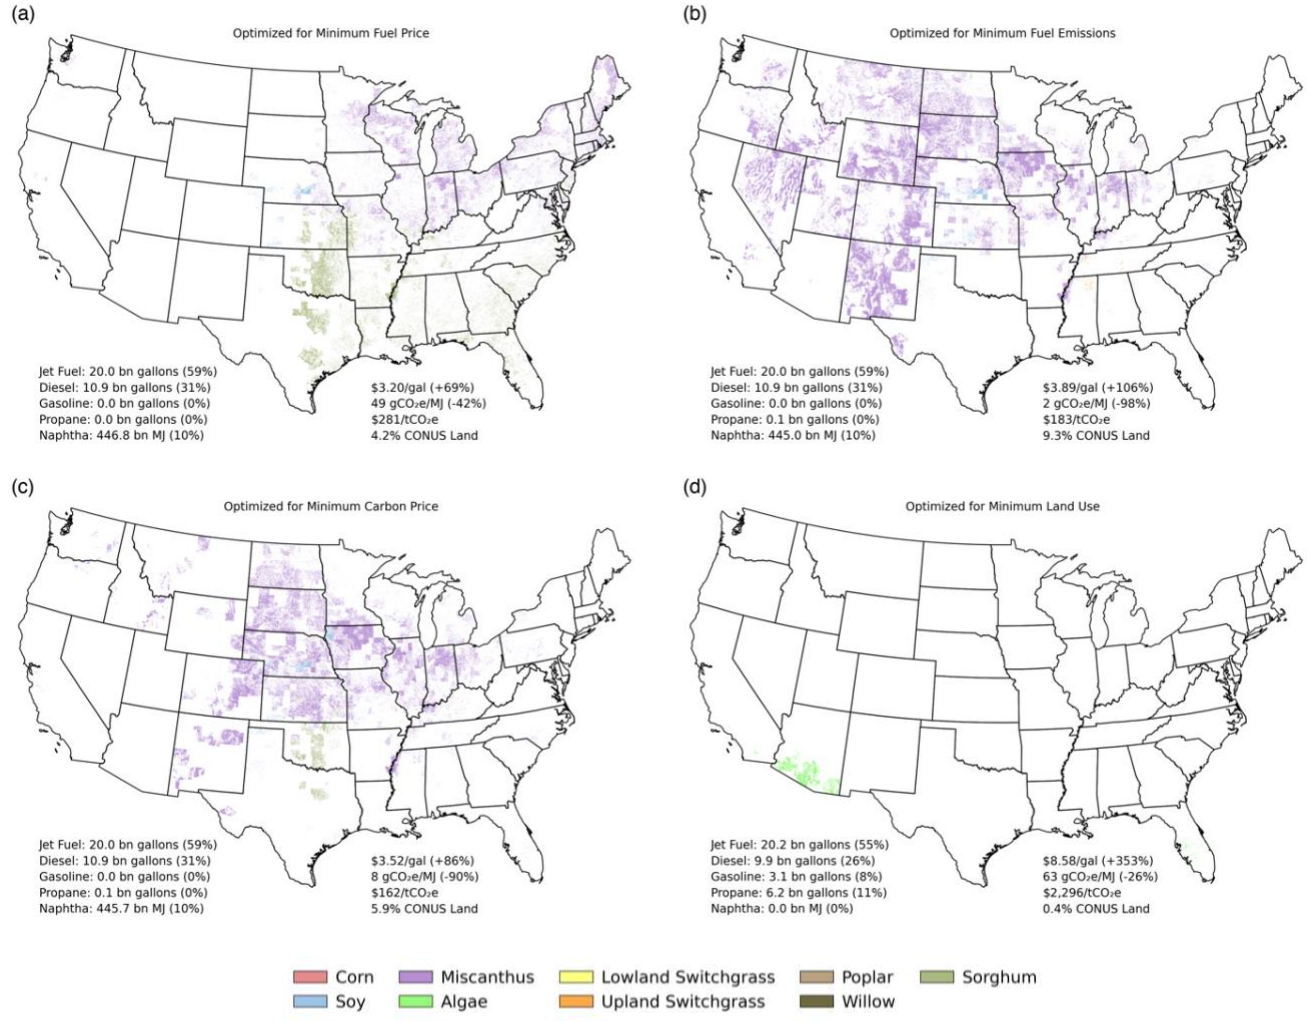 (a)
Optimized for Minimum Fuel Price
Jet Fuel: 20.0 bn gallons (59%)
Diesel: 10.9 bn gallons (31%)
Gasoline: 0.0 bn gallons (0%)
Propane: 0.0 bn gallons (0%)
Naphtha: 446.8 bn MJ (10%)
$3.20/gal (+69%)
49 gCO₂e/MJ (-42%)
$281/tCO₂e
4.2% CONUS Land
(b)
Optimized for Minimum Fuel Emissions
Jet Fuel: 20.0 bn gallons (59%)
Diesel: 10.9 bn gallons (31%)
Gasoline: 0.0 bn gallons (0%)
Propane: 0.1 bn gallons (0%)
Naphtha: 445.0 bn MJ (10%)
$3.89/gal (+106%)
2 gCO₂e/MJ (-98%)
$183/tCO₂e
9.3% CONUS Land
(c)
Optimized for Minimum Carbon Price
Jet Fuel: 20.0 bn gallons (59%)
Diesel: 10.9 bn gallons (31%)
Gasoline: 0.0 bn gallons (0%)
Propane: 0.1 bn gallons (0%)
Naphtha: 445.7 bn MJ (10%)
$3.52/gal (+86%)
8 gCO₂e/MJ (-90%)
$162/tCO₂e
5.9% CONUS Land
(d)
Optimized for Minimum Land Use
Jet Fuel: 20.2 bn gallons (55%)
Diesel: 9.9 bn gallons (26%)
Gasoline: 3.1 bn gallons (8%)
Propane: 6.2 bn gallons (11%)
Naphtha: 0.0 bn MJ (0%)
$8.58/gal (+353%)
63 gCO₂e/MJ (-26%)
$2,296/tCO₂e
0.4% CONUS Land
Corn
Miscanthus
Lowland Switchgrass
Poplar
Sorghum
Soy
Algae
Upland Switchgrass
Willow